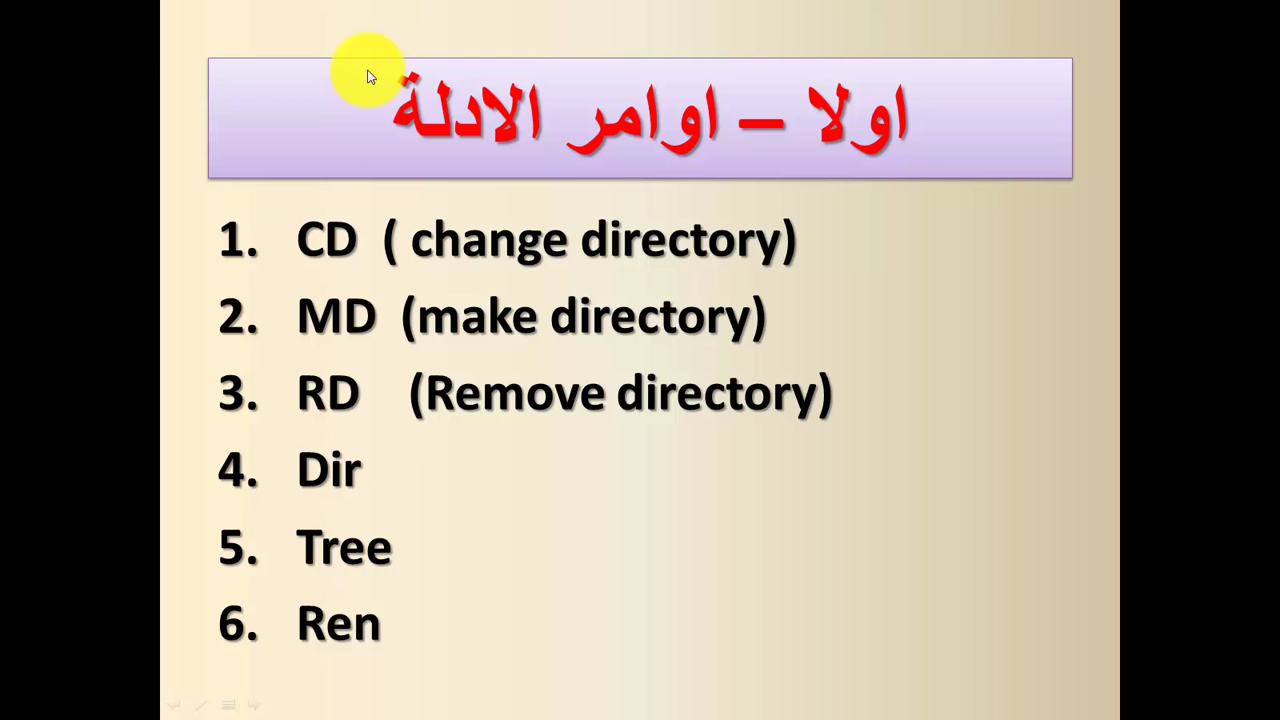 اولا – اوامر الادلة
1. CD ( change directory)
2. MD (make directory)
3. RD (Remove directory)
4. Dir
5. Tree
6. Ren